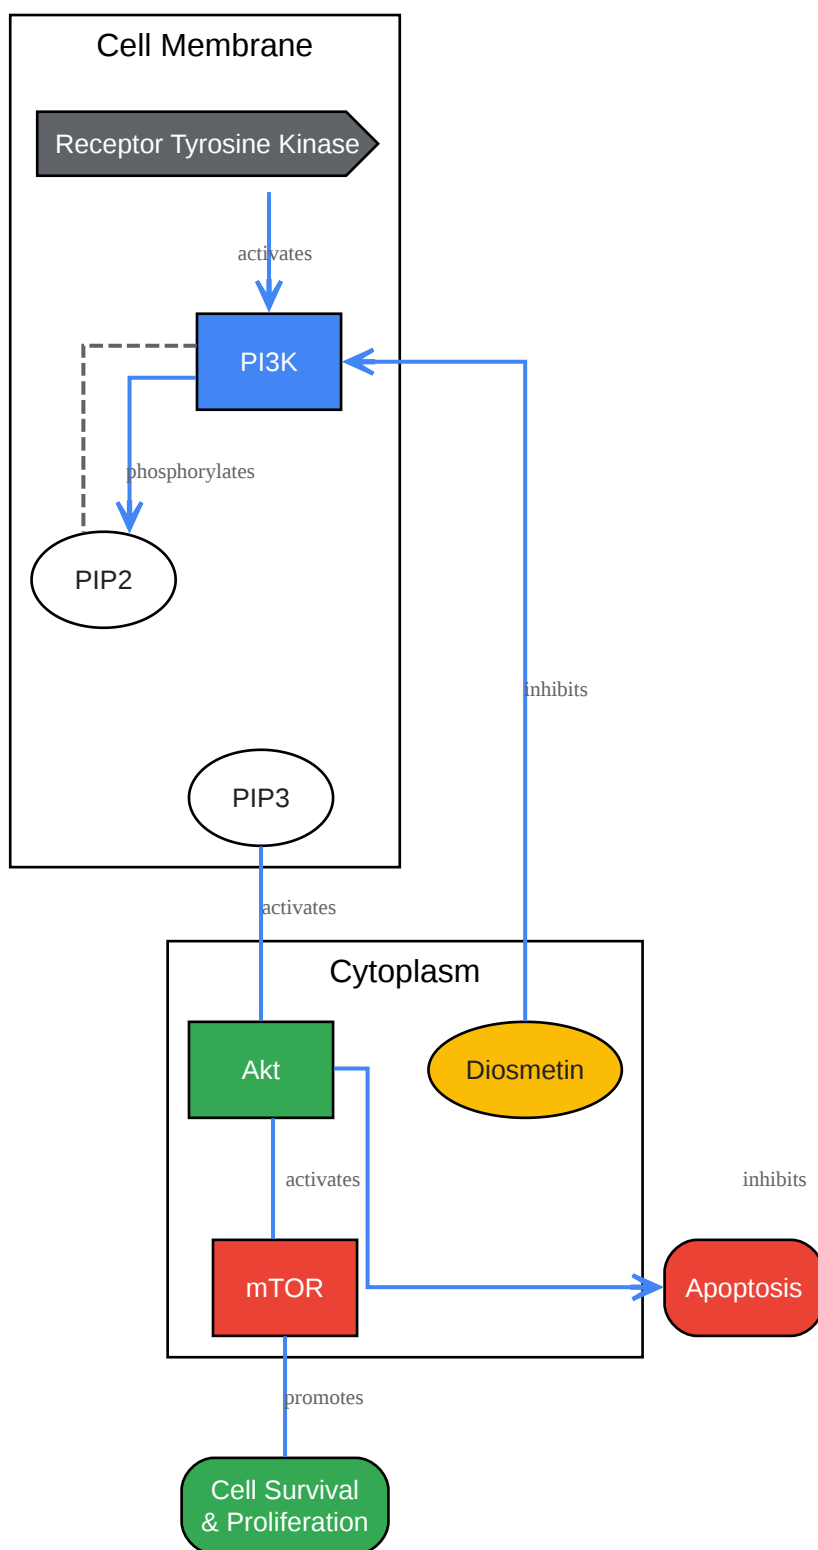 Cell Membrane
Receptor Tyrosine Kinase
activates
PI3K
phosphorylates
PIP2
inhibits
PIP3
activates
Cytoplasm
Akt
Diosmetin
activates
inhibits
mTOR
Apoptosis
promotes
Cell Survival
& Proliferation